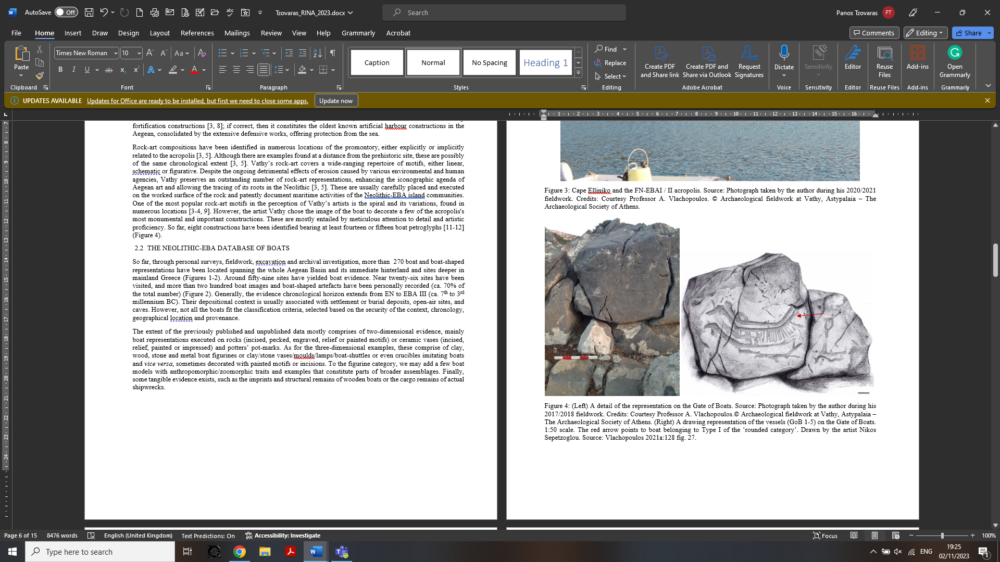 AutoSave Off Tzovaras_RINA_2023.docx Search Panos Tzovaras PT
File Home Insert Draw Design Layout References Mailings Review View Help Grammarly Acrobat Comments Editing Share
Paste
Clipboard
Times New Roman 10
Font
Paragraph
Caption Normal No Spacing Heading 1
Styles
Find
Replace
Select
Editing
Create PDF and Share link
Create PDF and Share via Outlook
Request Signatures
Adobe Acrobat
Dictate
Voice
Sensitivity
Sensitivity
Editor
Editor
Reuse Files
Reuse Files
Add-ins
Add-ins
Open Grammarly
Grammarly
UPDATES AVAILABLE Updates for Office are ready to be installed, but first we need to close some apps. Update now
1 2 3 4 5 6 7 8 9 10 11 12 13 14 15 16
7 8 9 10 11 12 13 14 15 16 17 18 19 20 21 22 23 24
fortification constructions [3, 8]; if correct, then it constitutes the oldest known artificial harbour constructions in the
Aegean, consolidated by the extensive defensive works, offering protection from the sea.
Rock-art compositions have been identified in numerous locations of the promontory, either explicitly or implicitly
related to the acropolis [3, 5]. Although there are examples found at a distance from the prehistoric site, these are possibly
of the same chronological extent [3, 5]. Vathy’s rock-art covers a wide-ranging repertoire of motifs, either linear,
schematic or figurative. Despite the ongoing detrimental effects of erosion caused by various environmental and human
agencies, Vathy preserves an outstanding number of rock-art representations, enhancing the iconographic agenda of
Aegean art and allowing the tracing of its roots in the Neolithic [3, 5]. These are usually carefully placed and executed
on the worked surface of the rock and patently document maritime activities of the Neolithic-EBA island communities.
One of the most popular rock-art motifs in the perception of Vathy’s artists is the spiral and its variations, found in
numerous locations [3-4, 9]. However, the artist Vathy chose the image of the boat to decorate a few of the acropolis's
most monumental and important constructions. These are mostly entailed by meticulous attention to detail and artistic
proficiency. So far, eight constructions have been identified bearing at least fourteen or fifteen boat petroglyphs [11-12]
(Figure 4).
2.2 THE NEOLITHIC-EBA DATABASE OF BOATS
So far, through personal surveys, fieldwork, excavation and archival investigation, more than 270 boat and boat-shaped
representations have been located spanning the whole Aegean Basin and its immediate hinterland and sites deeper in
mainland Greece (Figures 1-2). Around fifty-nine sites have yielded boat evidence. Near twenty-six sites have been
visited, and more than two hundred boat images and boat-shaped artefacts have been personally recorded (ca. 70% of
the total number) (Figure 2). Generally, the evidence chronological horizon extends from EN to EBA III (ca. 7th to 3rd
millennium BC). Their depositional context is usually associated with settlement or burial deposits, open-air sites, and
caves. However, not all the boats fit the classification criteria, selected based on the security of the context, chronology,
geographical location and provenance.
The extent of the previously published and unpublished data mostly comprises of two-dimensional evidence, mainly
boat representations executed on rocks (incised, pecked, engraved, relief or painted motifs) or ceramic vases (incised,
relief, painted or impressed) and potters’ pot-marks. As for the three-dimensional examples, these comprise of clay,
wood, stone and metal boat figurines or clay/stone vases/moulds/lamps/boat-shuttles or even crucibles imitating boats
and vice versa, sometimes decorated with painted motifs or incisions. To the figurine category, we may add a few boat
models with anthropomorphic/zoomorphic traits and examples that constitute parts of broader assemblages. Finally,
some tangible evidence exists, such as the imprints and structural remains of wooden boats or the cargo remains of actual
shipwrecks.
Figure 3: Cape Elliniko and the FN-EBAI / II acropolis. Source: Photograph taken by the author during his 2020/2021
fieldwork. Credits: Courtesy Professor A. Vlachopoulos. © Archaeological fieldwork at Vathy, Astypalaia – The
Archaeological Society of Athens.
Figure 4: (Left) A detail of the representation on the Gate of Boats. Source: Photograph taken by the author during his
2017/2018 fieldwork. Credits: Courtesy Professor A. Vlachopoulos.© Archaeological fieldwork at Vathy, Astypalaia –
The Archaeological Society of Athens. (Right) A drawing representation of the vessels (GoB 1-5) on the Gate of Boats.
1:50 scale. The red arrow points to boat belonging to Type I of the ‘rounded category’. Drawn by the artist Nikos
Sepetzoglou. Source: Vlachopoulos 2021a:128 fig. 27.
Page 6 of 15 8476 words English (United Kingdom) Text Predictions: On Accessibility: Investigate Focus 100%
Type here to search
ENG
19:25
02/11/2023
1